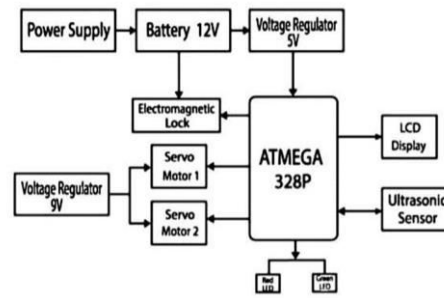 Power Supply
Battery 12V
Voltage Regulator
5V
Electromagnetic
Lock
ATMEGA
328P
LCD
Display
Servo
Motor 1
Voltage Regulator
9V
Servo
Motor 2
Ultrasonic
Sensor
Red
LED
Green
LED